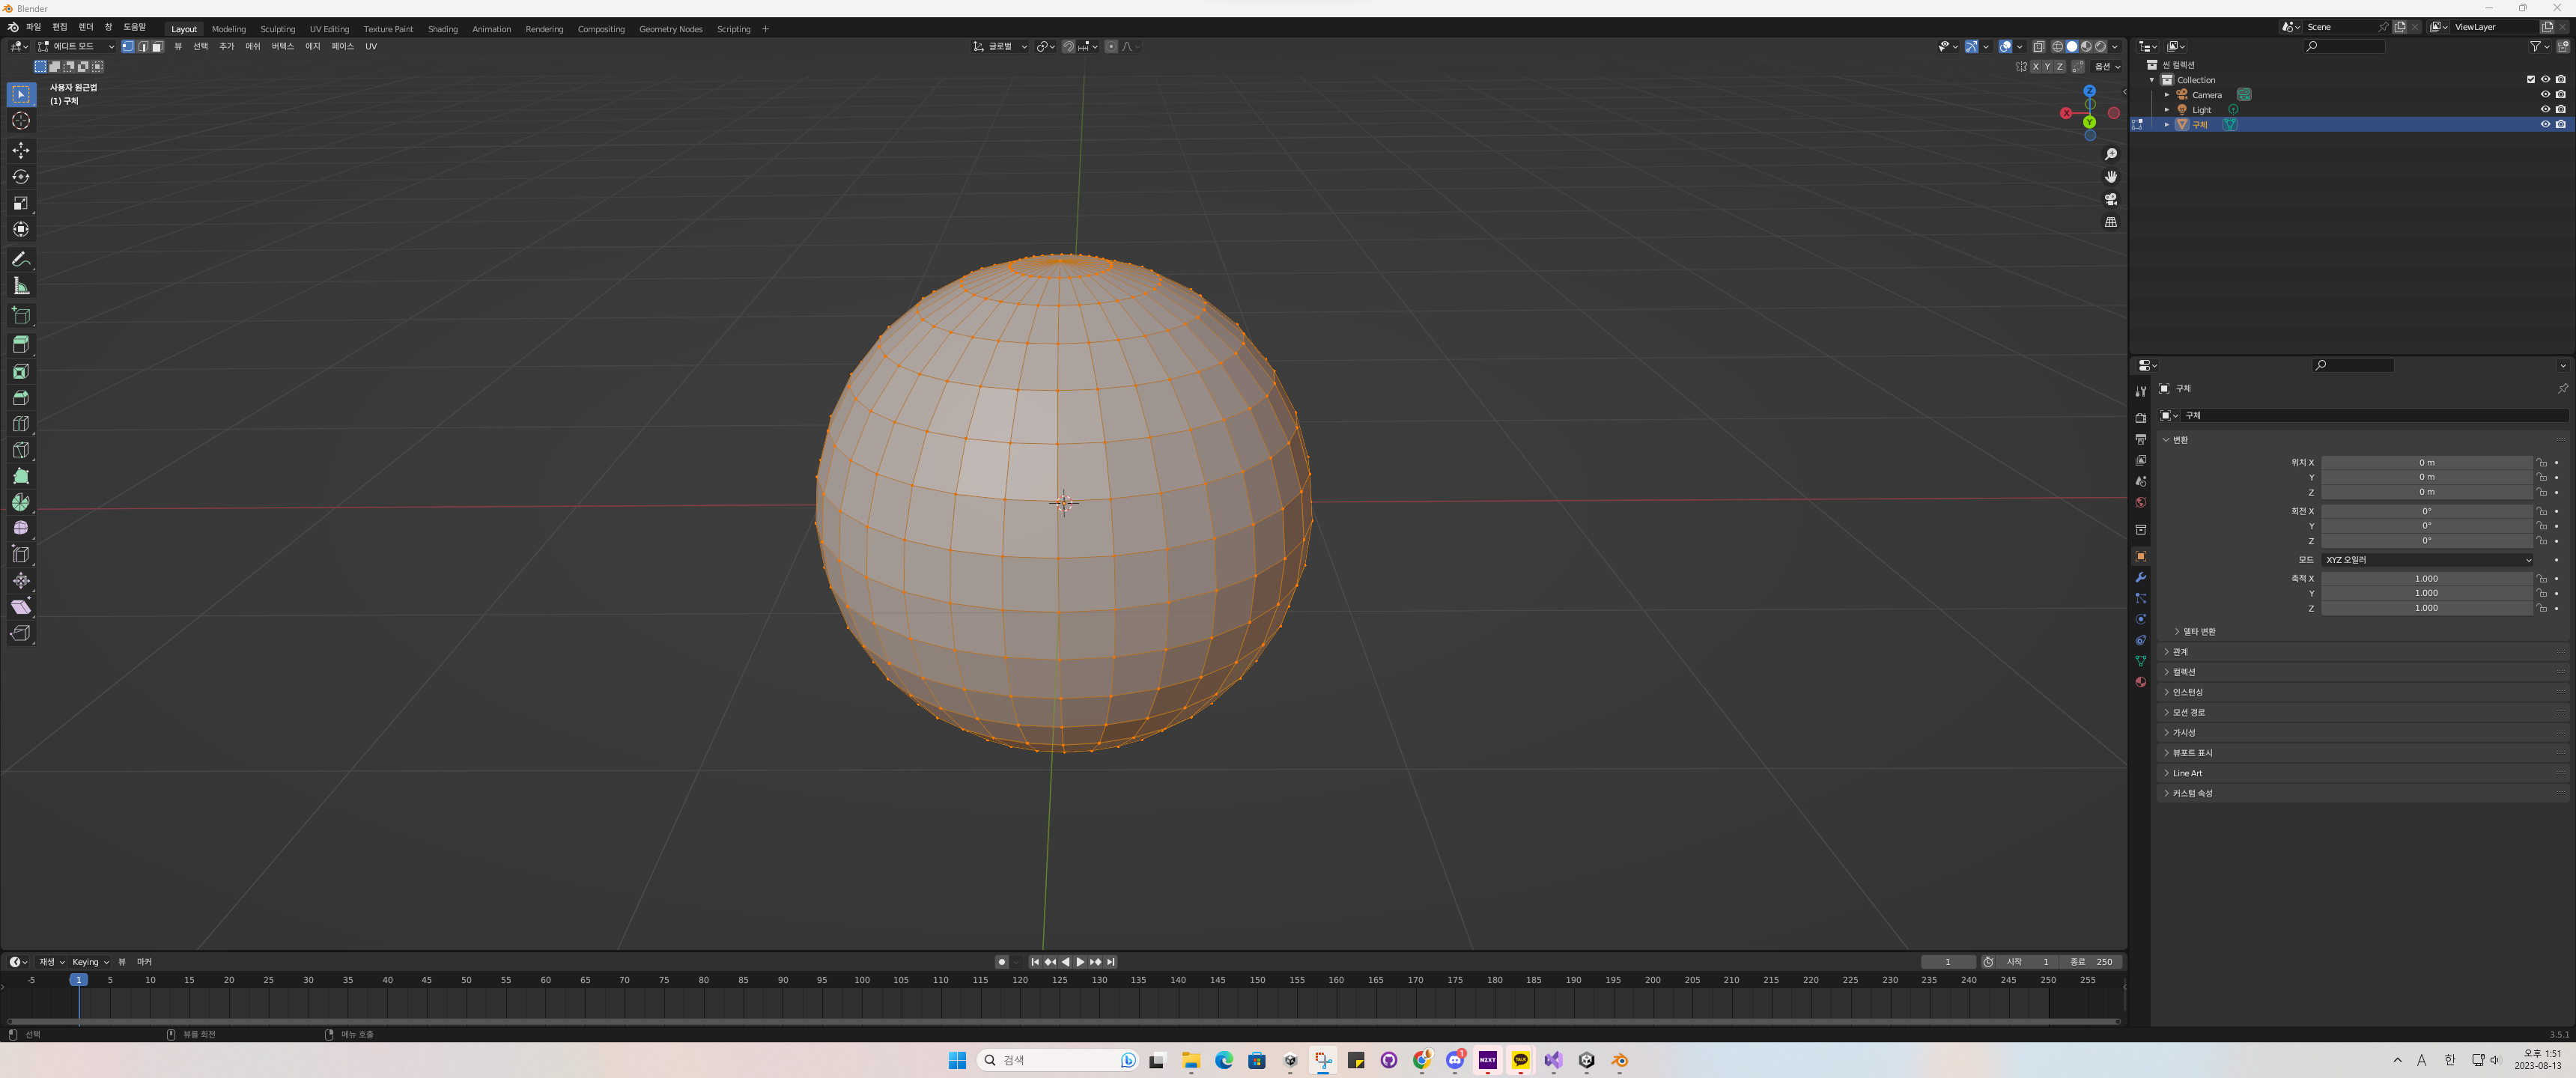 Blender
파일 편집 렌더 창 도움말 Layout Modeling Sculpting UV Editing Texture Paint Shading Animation Rendering Compositing Geometry Nodes Scripting + Scene ViewLayer
에디트 모드 뷰 선택 추가 메쉬 버텍스 에지 페이스 UV 글로벌
X Y Z 옵션
사용자 원근법
(1) 구체
Z
X
Y
씬 컬렉션
Collection
Camera
Light
구체
구체
구체
변환
위치 X 0 m
Y 0 m
Z 0 m
회전 X 0°
Y 0°
Z 0°
모드 XYZ 오일러
축적 X 1.000
Y 1.000
Z 1.000
델타 변환
관계
컬렉션
인스턴싱
모션 경로
가시성
뷰포트 표시
Line Art
커스텀 속성
재생 Keying 뷰 마커 1 시작 1 종료 250
-5 1 5 10 15 20 25 30 35 40 45 50 55 60 65 70 75 80 85 90 95 100 105 110 115 120 125 130 135 140 145 150 155 160 165 170 175 180 185 190 195 200 205 210 215 220 225 230 235 240 245 250 255
선택 뷰를 회전 메뉴 호출 3.5.1
검색 1 NEXT TALK A 한 오후 1:51
2023-08-13